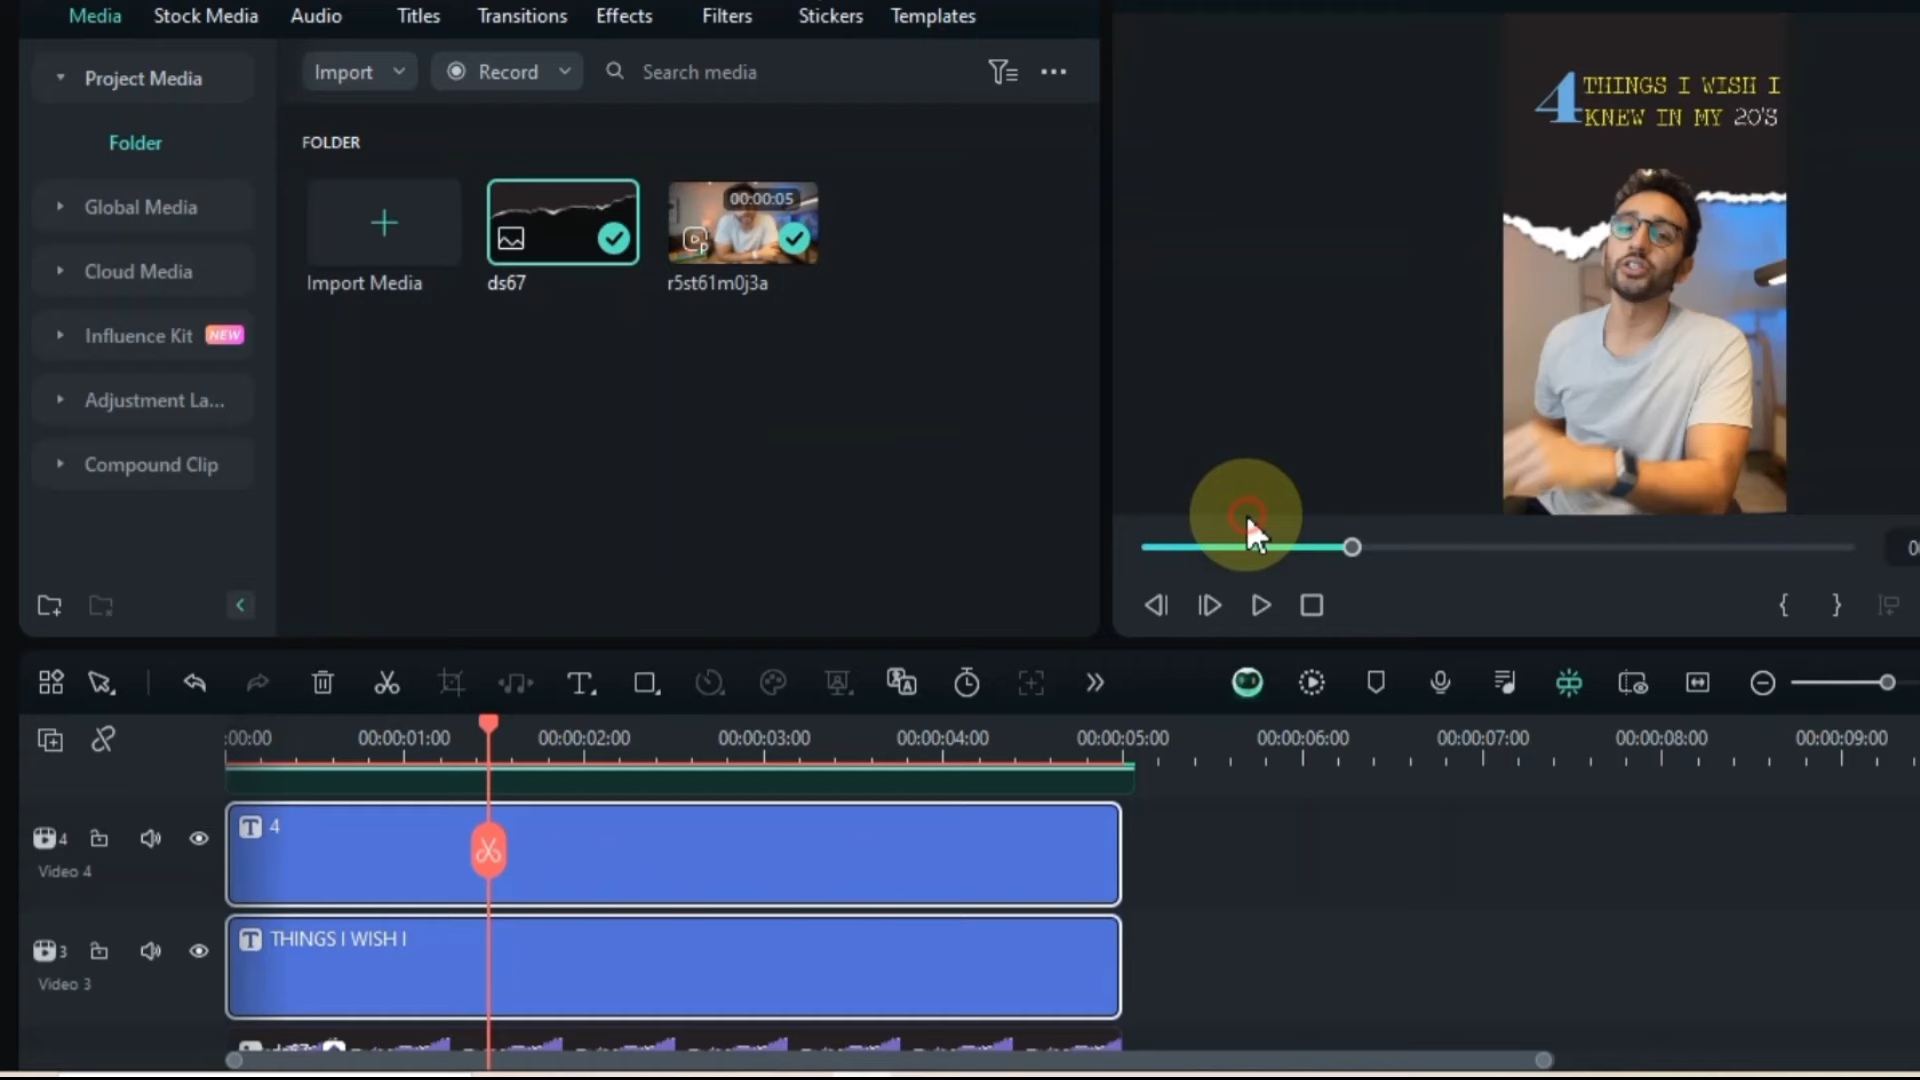 Media
Stock Media
Audio
Titles
Transitions
Effects
Filters
Stickers
Templates
Project Media
Import
Record
Search media
Folder
FOLDER
Global Media
Cloud Media
Influence Kit NEW
Adjustment La...
Compound Clip
00:00:05
Import Media
ds67
r5st61m0j3a
4 THINGS I WISH I
KNEW IN MY 20'S
:00:00
00:00:01:00
00:00:02:00
00:00:03:00
00:00:04:00
00:00:05:00
00:00:06:00
00:00:07:00
00:00:08:00
00:00:09:00
4
Video 4
T 4
3
Video 3
T THINGS I WISH I